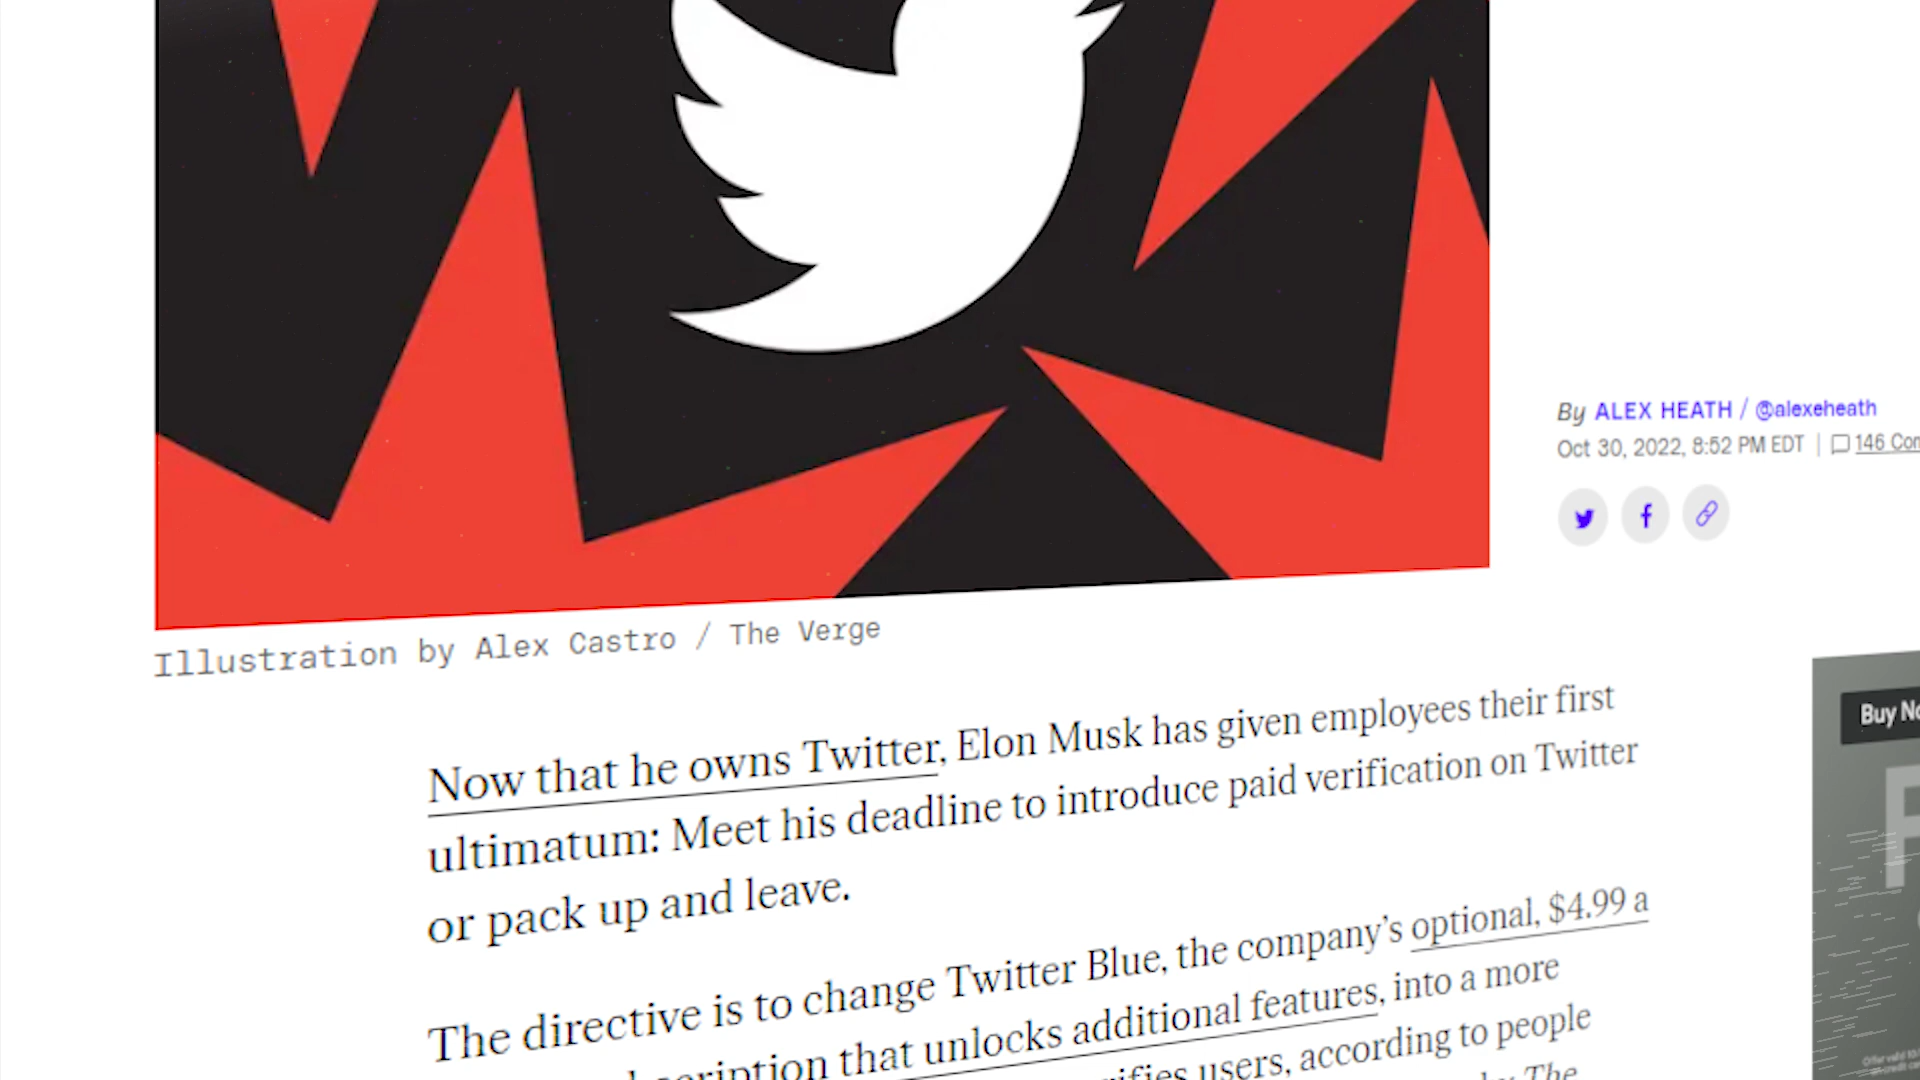 By ALEX HEATH / @alexeheath
Oct 30, 2022, 8:52 PM EDT | 146
Illustration by Alex Castro / The Verge
Now that he owns Twitter, Elon Musk has given employees their first
ultimatum: Meet his deadline to introduce paid verification on Twitter
or pack up and leave.
The directive is to change Twitter Blue, the company's optional, $4.99 a
that unlocks additional features, into a more
users, according to people
The
Buy